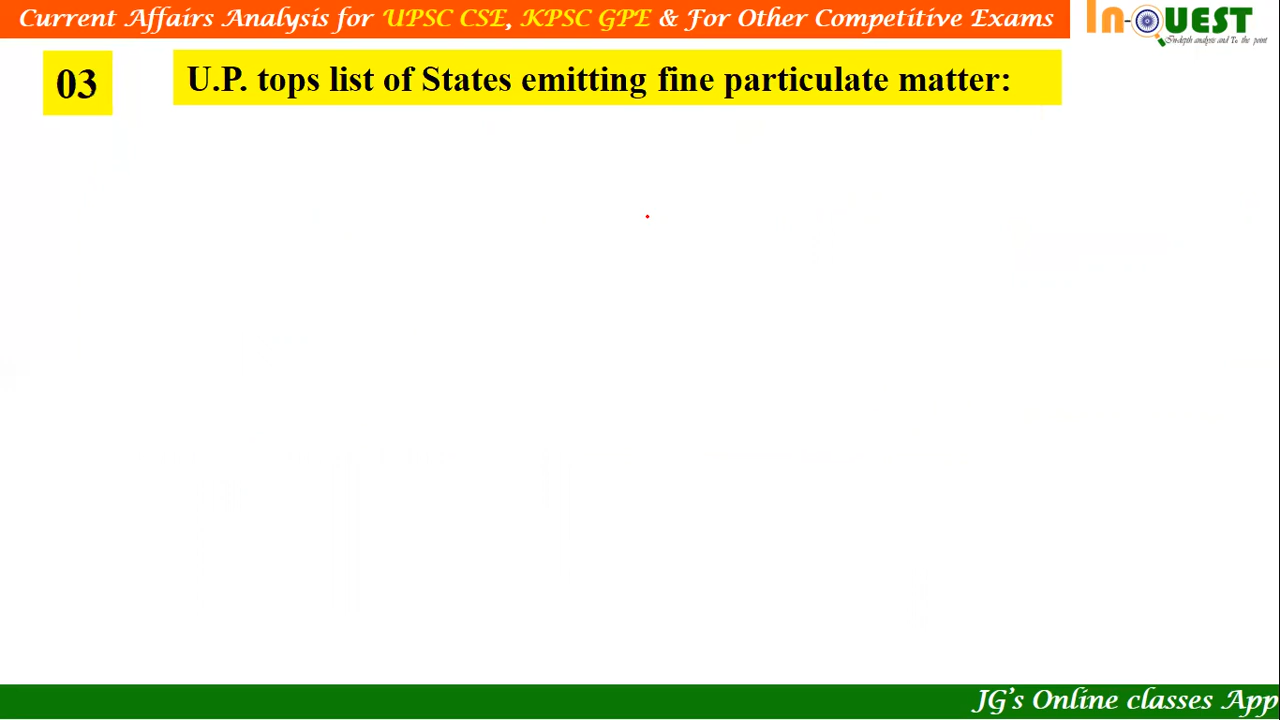 Current Affairs Analysis for UPSC CSE, KPSC GPE & For Other Competitive Exams
In-QUEST
In-depth analysis and To the point
03
U.P. tops list of States emitting fine particulate matter:
JG's Online classes App